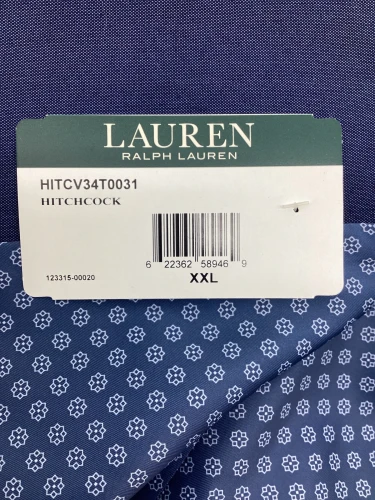 LAUREN
RALPH LAUREN
HITCV34T0031
HITCHCOCK
6 22362 58946 9
123315-00020
XXL